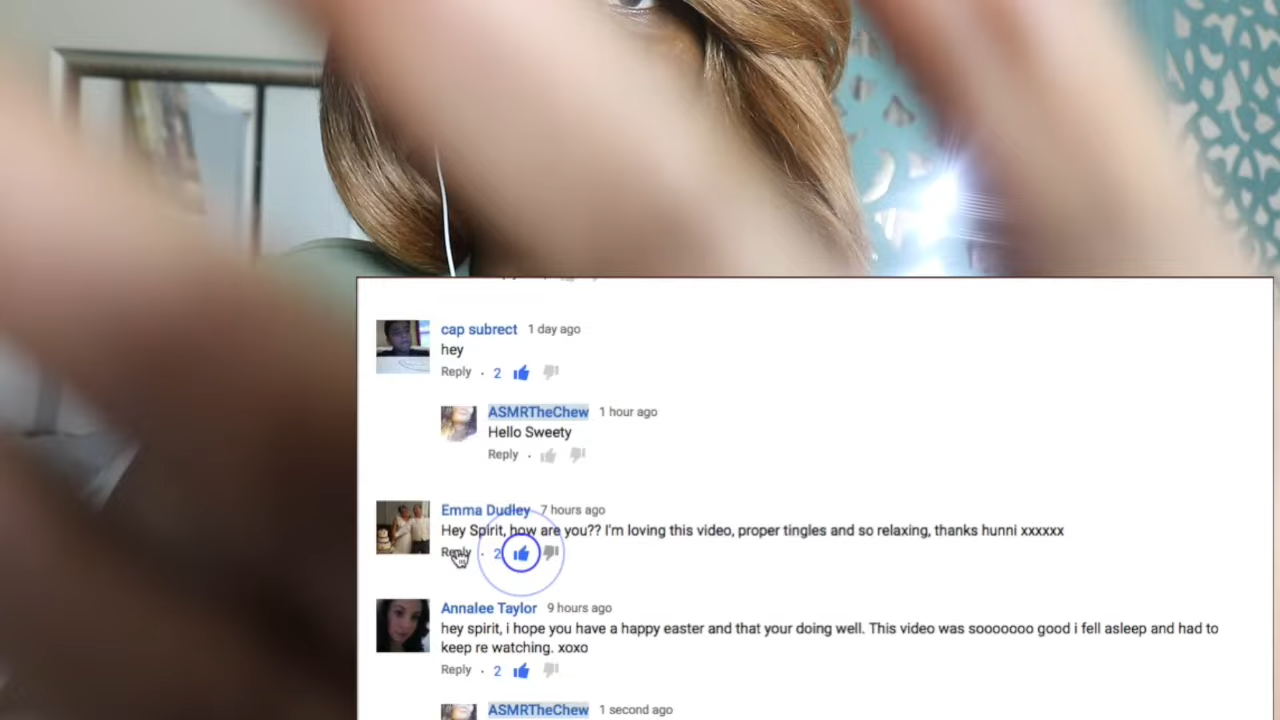 cap subrect 1 day ago
hey
Reply · 2
ASMRTheChew 1 hour ago
Hello Sweety
Reply ·
Emma Dudley 7 hours ago
Hey Spirit, how are you?? I'm loving this video, proper tingles and so relaxing, thanks hunni xxxxxx
Reply · 2
Annalee Taylor 9 hours ago
hey spirit, i hope you have a happy easter and that your doing well. This video was sooooooo good i fell asleep and had to
keep re watching. xoxo
Reply · 2
ASMRTheChew 1 second ago